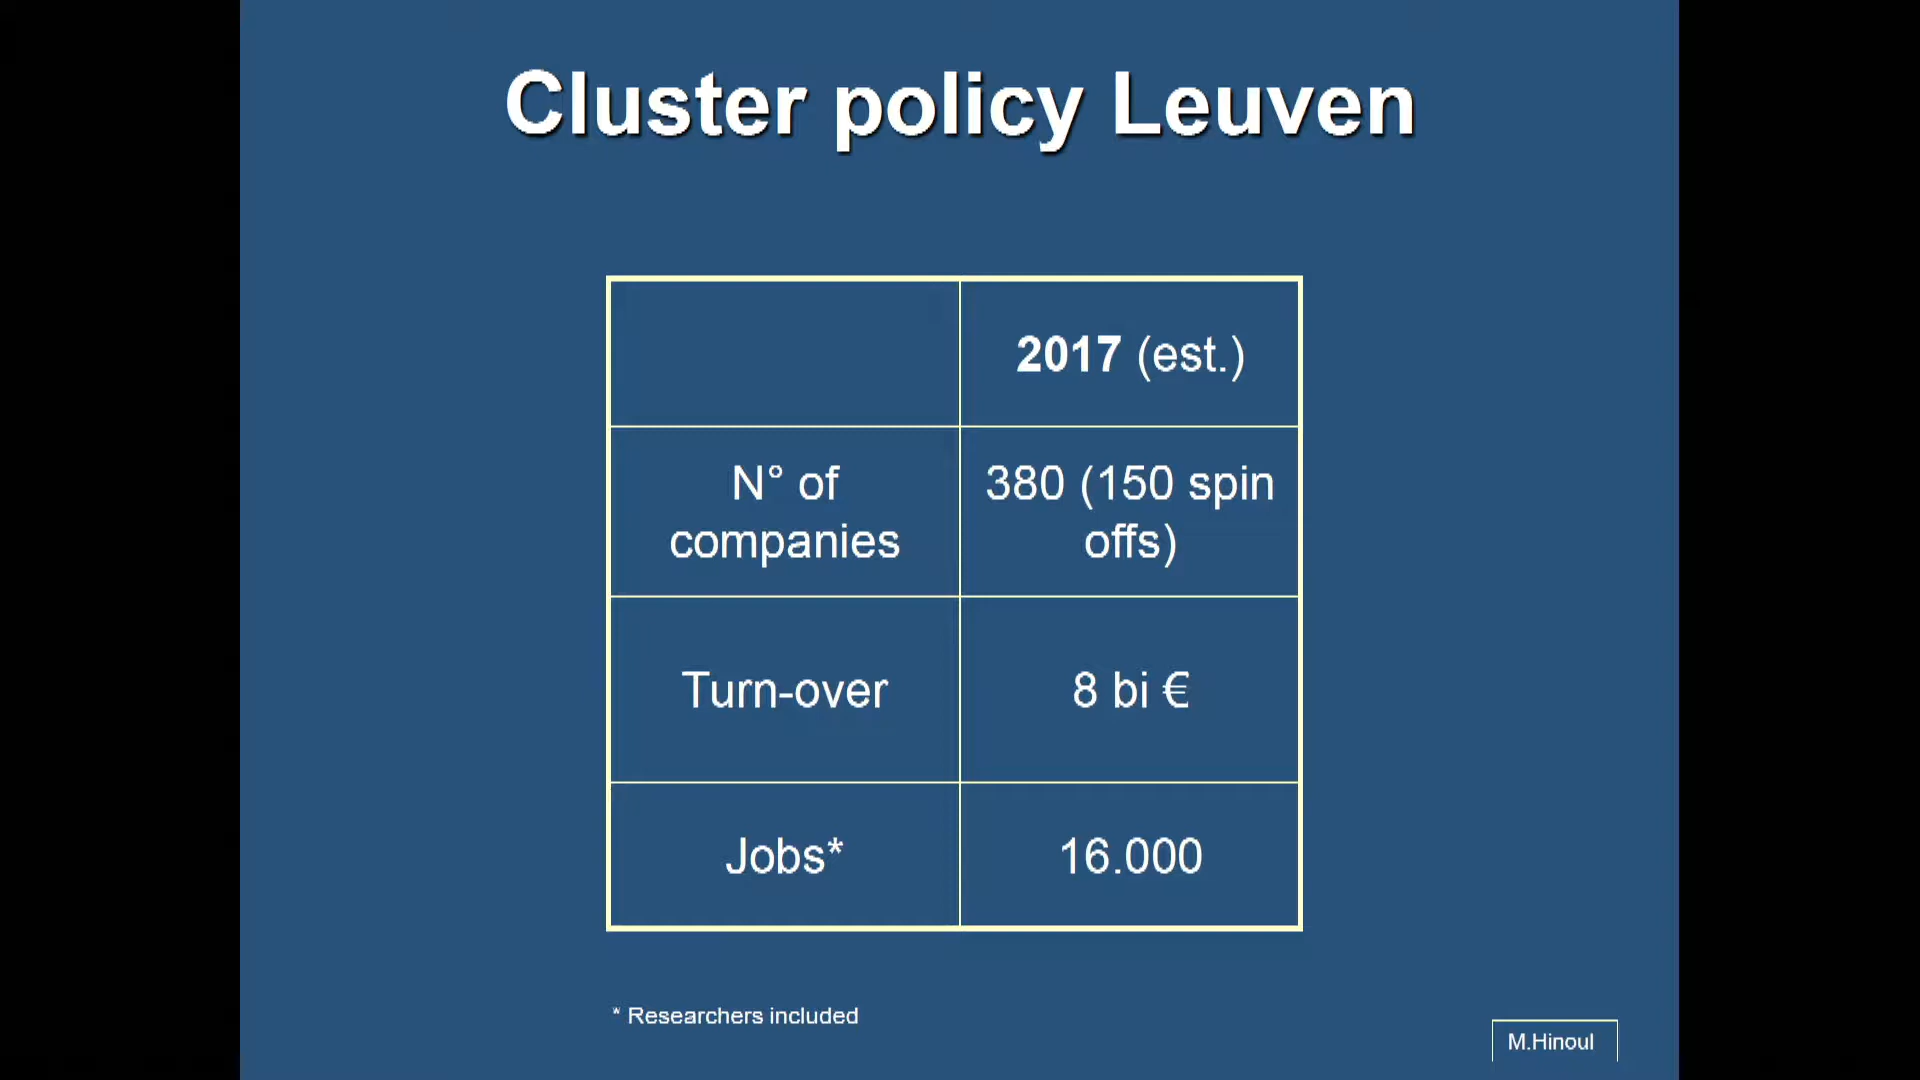 Cluster policy Leuven
2017 (est.)
N° of
companies
380 (150 spin
offs)
Turn-over
8 bi €
Jobs*
16.000
* Researchers included
M.Hinoul